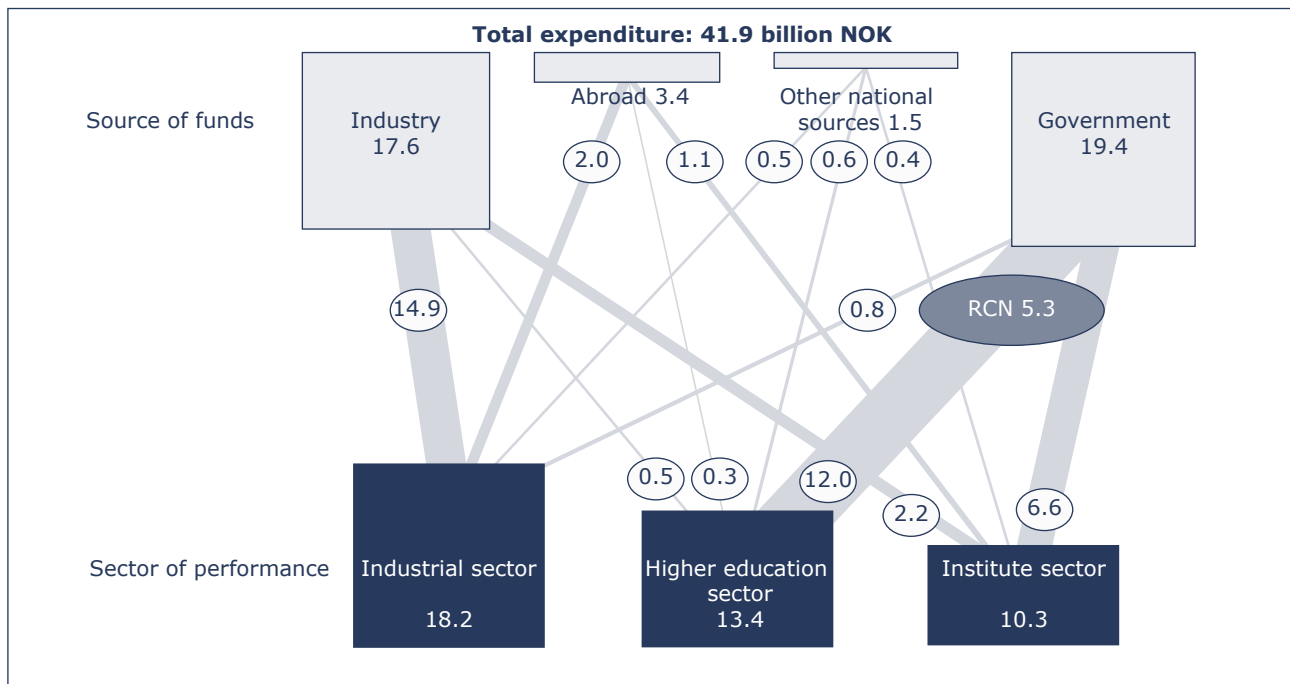 Total expenditure: 41.9 billion NOK
Source of funds
Industry
17.6
Abroad 3.4
Other national
sources 1.5
Government
19.4
2.0
1.1
0.5
0.6
0.4
14.9
0.8
RCN 5.3
0.5
0.3
12.0
2.2
6.6
Sector of performance
Industrial sector
18.2
Higher education
sector
13.4
Institute sector
10.3